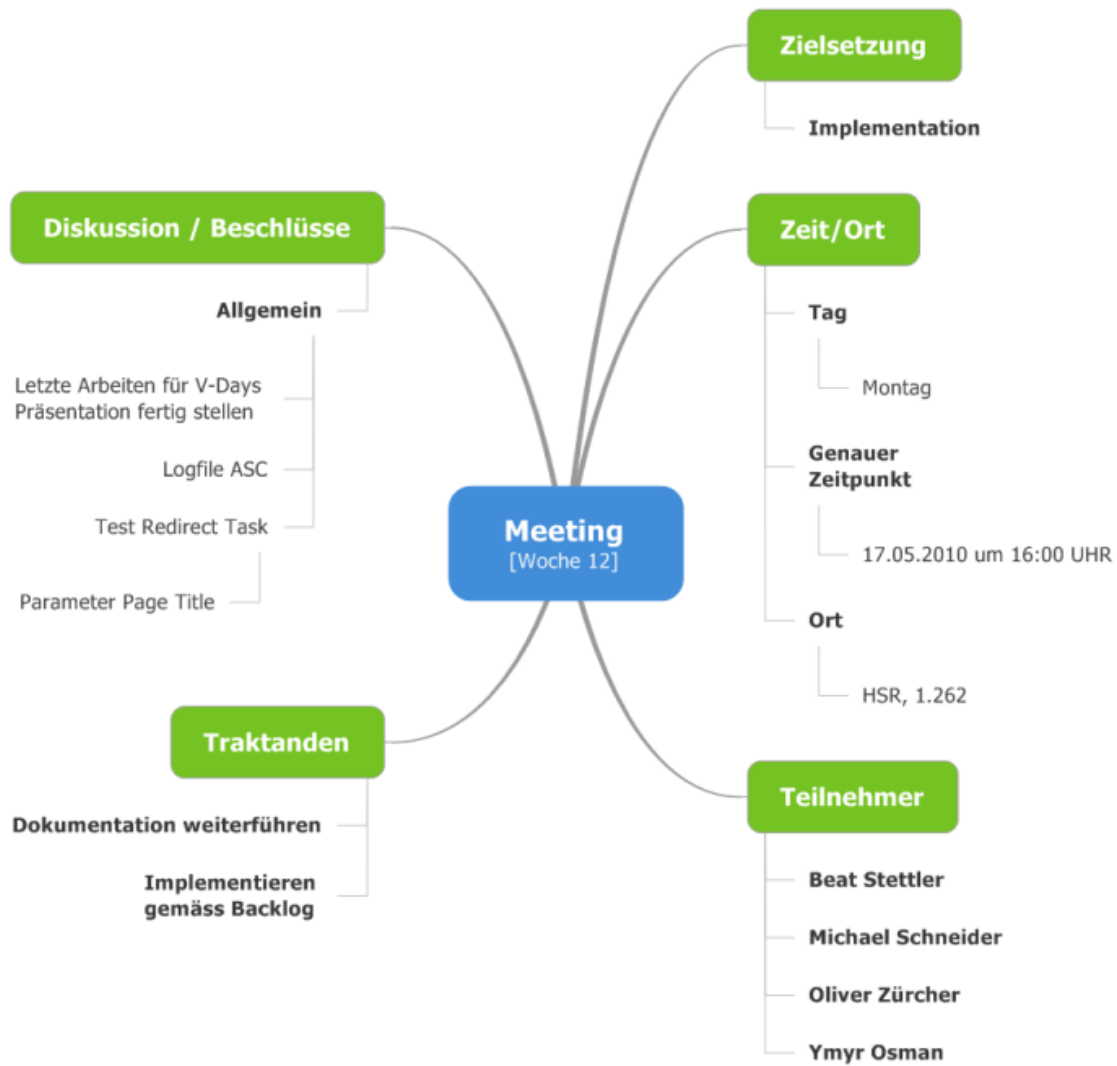 Zielsetzung
Implementation
Zeit/Ort
Tag
Montag
Genauer
Zeitpunkt
17.05.2010 um 16:00 UHR
Ort
HSR, 1.262
Teilnehmer
Beat Stettler
Michael Schneider
Oliver Zürcher
Ymyr Osman
Meeting
[Woche 12]
Diskussion / Beschlüsse
Allgemein
Letzte Arbeiten für V-Days
Präsentation fertig stellen
Logfile ASC
Test Redirect Task
Parameter Page Title
Traktanden
Dokumentation weiterführen
Implementieren
gemäss Backlog